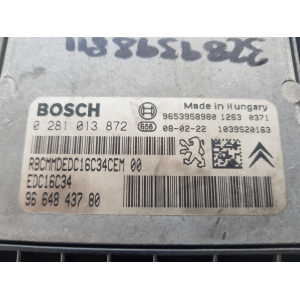 BOSCH
Made in Hungary
9653958980 1263 0371
0 281 013 872 658 08-02-22 1039S20163
RBCMMDEDC16C34CEM 00
EDC16C34
96 648 437 80